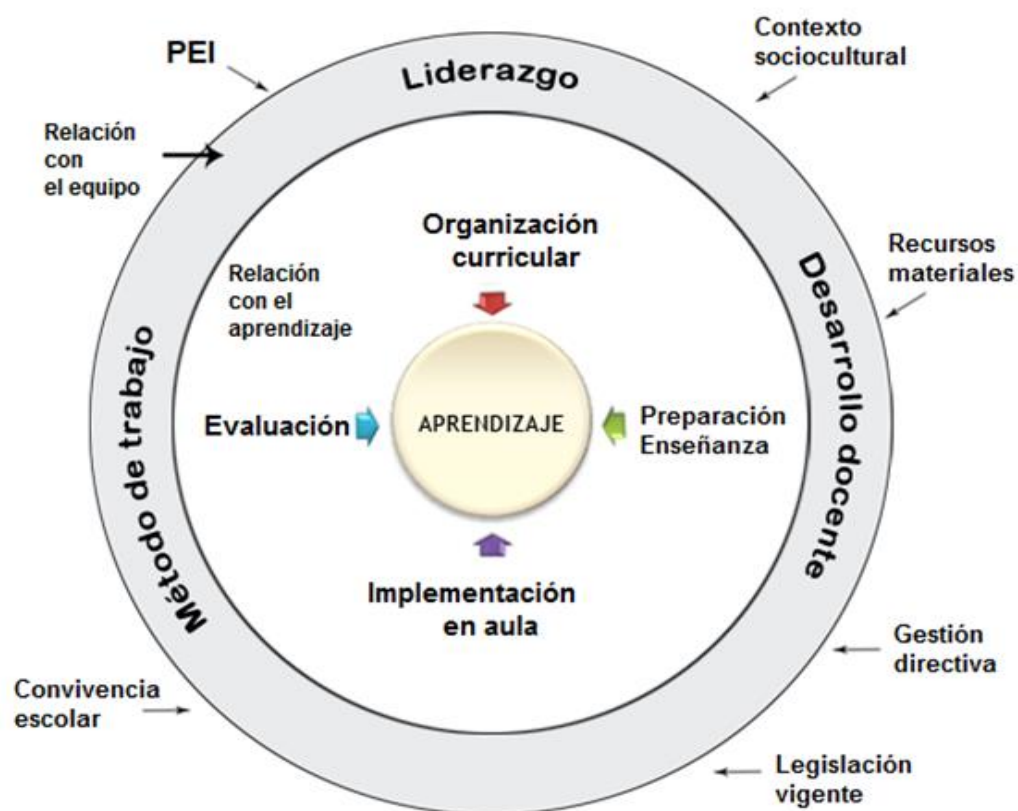 PEI
Liderazgo
Contexto
sociocultural
Relación
con
el equipo
Organización
curricular
Recursos
materiales
Relación
con el
aprendizaje
Desarrollo docente
Método de trabajo
Evaluación
APRENDIZAJE
Preparación
Enseñanza
Implementación
en aula
Gestión
directiva
Convivencia
escolar
Legislación
vigente